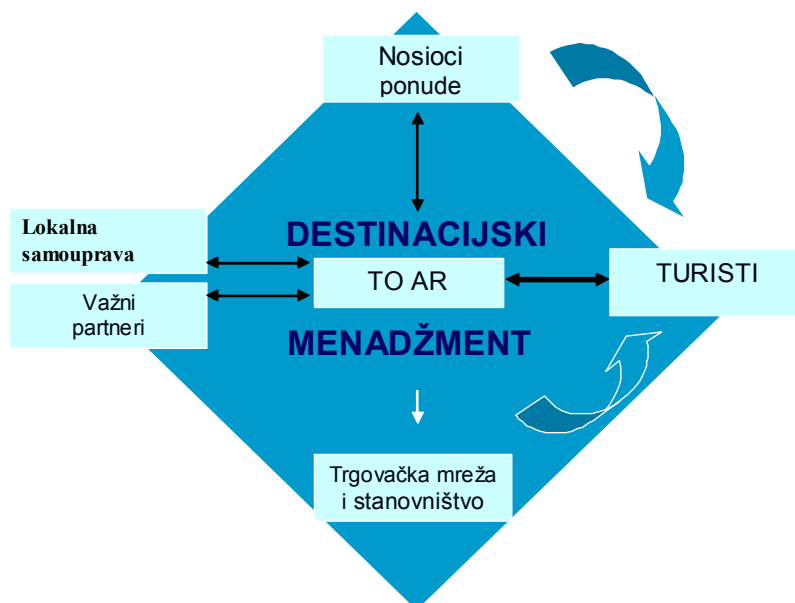 Nosioci
ponude
Lokalna
samouprava
DESTINACIJSKI
TO AR
TURISTI
Važni
partneri
MENADŽMENT
Trgovačka mreža
i stanovništvo